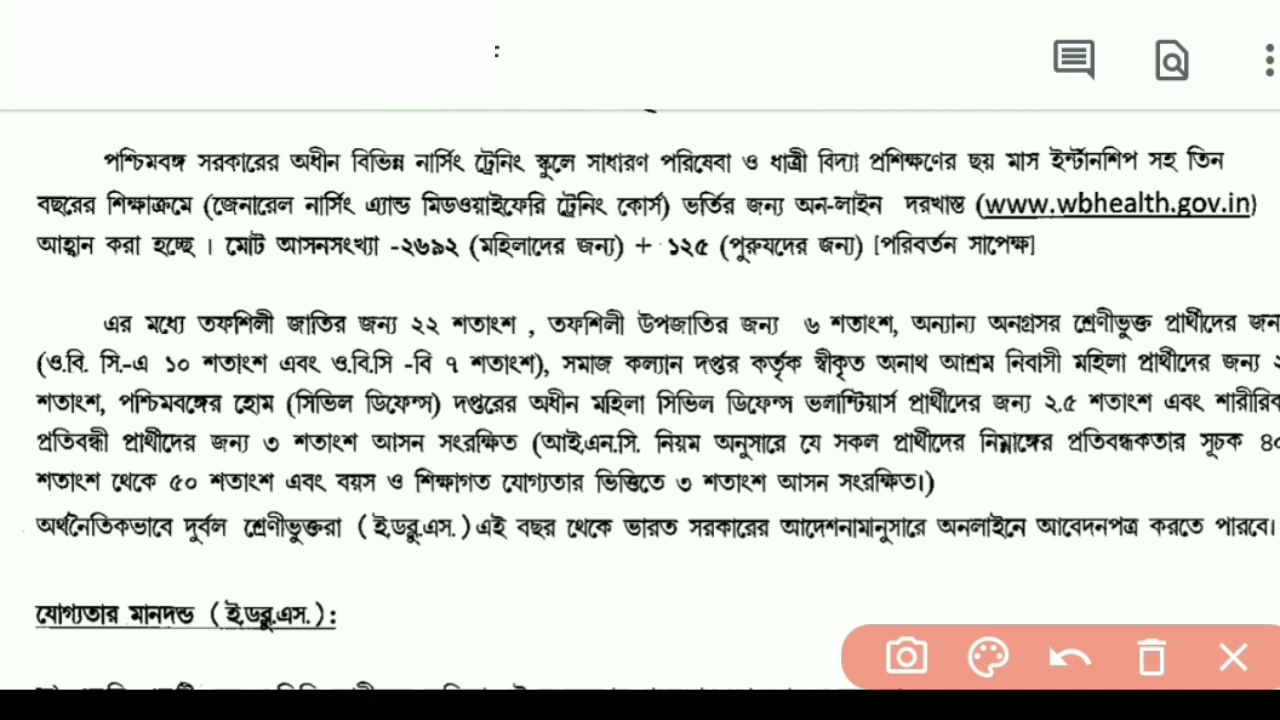 পশ্চিমবঙ্গ সরকারের অধীন বিভিন্ন নার্সিং ট্রেনিং স্কুলে সাধারণ পরিষেবা ও ধাত্রী বিদ্যা প্রশিক্ষণের ছয় মাস ইন্টার্নশিপ সহ তিন
বছরের শিক্ষাক্রমে (জেনারেল নার্সিং এ্যান্ড মিডওয়াইফেরি ট্রেনিং কোর্স) ভর্তির জন্য অন-লাইন দরখাস্ত (www.wbhealth.gov.in)
আহ্বান করা হচ্ছে । মোট আসনসংখ্যা -২৬৯২ (মহিলাদের জন্য) + ১২৫ (পুরুষদের জন্য) [পরিবর্তন সাপেক্ষ]
এর মধ্যে তফশিলী জাতির জন্য ২২ শতাংশ , তফশিলী উপজাতির জন্য ৬ শতাংশ, অন্যান্য অনগ্রসর শ্রেণীভুক্ত প্রার্থীদের
(ও.বি. সি.-এ ১০ শতাংশ এবং ও.বি.সি -বি ৭ শতাংশ), সমাজ কল্যান দপ্তর কর্তৃক স্বীকৃত অনাথ আশ্রম নিবাসী মহিলা প্রার্থীদের জন্য
শতাংশ, পশ্চিমবঙ্গের হোম (সিভিল ডিফেন্স) দপ্তরের অধীন মহিলা সিভিল ডিফেন্স ভলান্টিয়ার্স প্রার্থীদের জন্য ২.৫ শতাংশ এবং
প্রতিবন্ধী প্রার্থীদের জন্য ৩ শতাংশ আসন সংরক্ষিত (আই.এন.সি. নিয়ম অনুসারে যে সকল প্রার্থীদের নিম্নাঙ্গের প্রতিবন্ধকতার সূচক
শতাংশ থেকে ৫০ শতাংশ এবং বয়স ও শিক্ষাগত যোগ্যতার ভিত্তিতে ৩ শতাংশ আসন সংরক্ষিত।)
অর্থনৈতিকভাবে দুর্বল শ্রেণীভুক্তরা ( ই.ডব্লু.এস. ) এই বছর থেকে ভারত সরকারের আদেশনামানুসারে অনলাইনে আবেদনপত্র করতে পারবে।
যোগ্যতার মানদন্ড ( ই.ডব্লু.এস. ) :